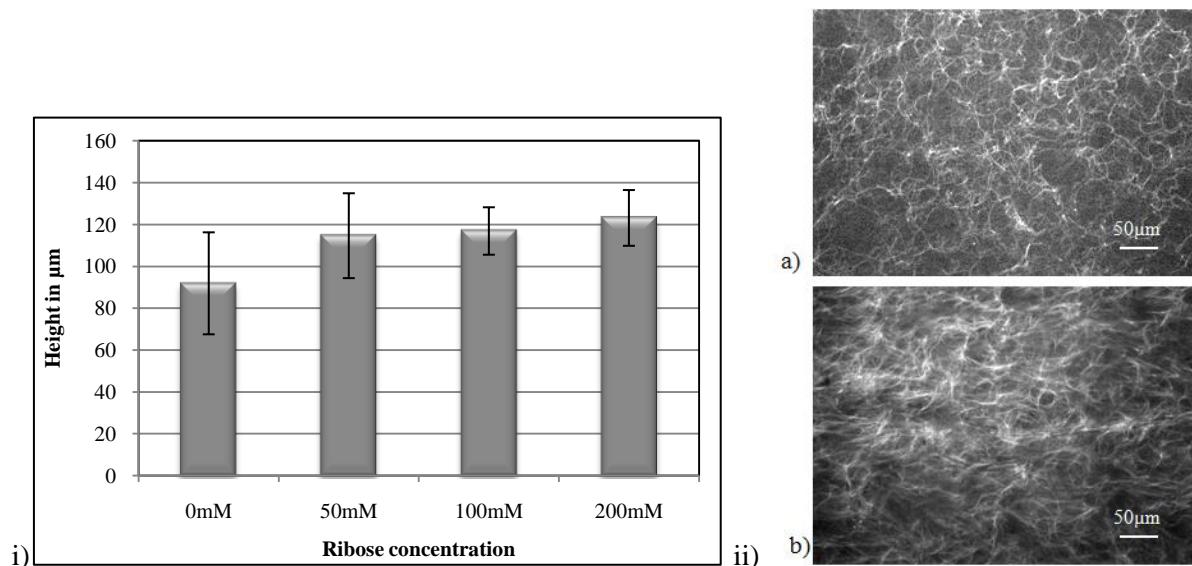 160
140
120
100
80
60
40
20
0
Height in µm
0mM 50mM 100mM 200mM
Ribose concentration
i)
ii)
a)
50µm
b)
50µm